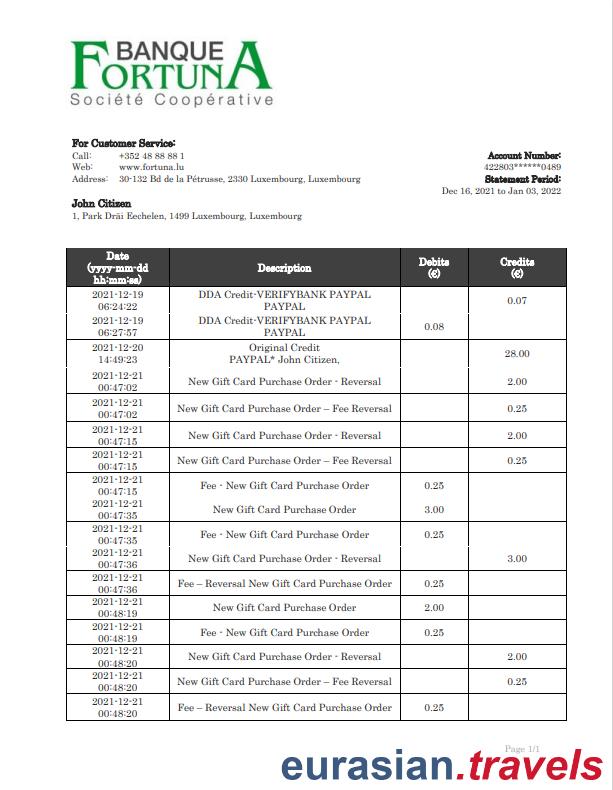 BANQUE
FORTUNA
Société Coopérative
For Customer Service:
Call: +352 48 88 88 1
Web: www.fortuna.lu
Address: 30-132 Bd de la Pétrusse, 2330 Luxembourg, Luxembourg
Account Number:
422803******0489
Statement Period:
Dec 16, 2021 to Jan 03, 2022
John Citizen
1, Park Dräi Eechelen, 1499 Luxembourg, Luxembourg
Date
(yyyy-mm-dd
hh:mm:ss)
Description
Debits
(€)
Credits
(€)
2021-12-19
06:24:22
DDA Credit-VERIFYBANK PAYPAL
PAYPAL
0.07
2021-12-19
06:27:57
DDA Credit-VERIFYBANK PAYPAL
PAYPAL
0.08
2021-12-20
14:49:23
Original Credit
PAYPAL* John Citizen,
28.00
2021-12-21
00:47:02
New Gift Card Purchase Order - Reversal
2.00
2021-12-21
00:47:02
New Gift Card Purchase Order – Fee Reversal
0.25
2021-12-21
00:47:15
New Gift Card Purchase Order - Reversal
2.00
2021-12-21
00:47:15
New Gift Card Purchase Order – Fee Reversal
0.25
2021-12-21
00:47:15
Fee - New Gift Card Purchase Order
0.25
2021-12-21
00:47:35
New Gift Card Purchase Order
3.00
2021-12-21
00:47:35
Fee - New Gift Card Purchase Order
0.25
2021-12-21
00:47:36
New Gift Card Purchase Order - Reversal
3.00
2021-12-21
00:47:36
Fee – Reversal New Gift Card Purchase Order
0.25
2021-12-21
00:48:19
New Gift Card Purchase Order
2.00
2021-12-21
00:48:19
Fee - New Gift Card Purchase Order
0.25
2021-12-21
00:48:20
New Gift Card Purchase Order - Reversal
2.00
2021-12-21
00:48:20
New Gift Card Purchase Order – Fee Reversal
0.25
2021-12-21
00:48:20
Fee – Reversal New Gift Card Purchase Order
0.25
Page 1/1
eurasian.travels